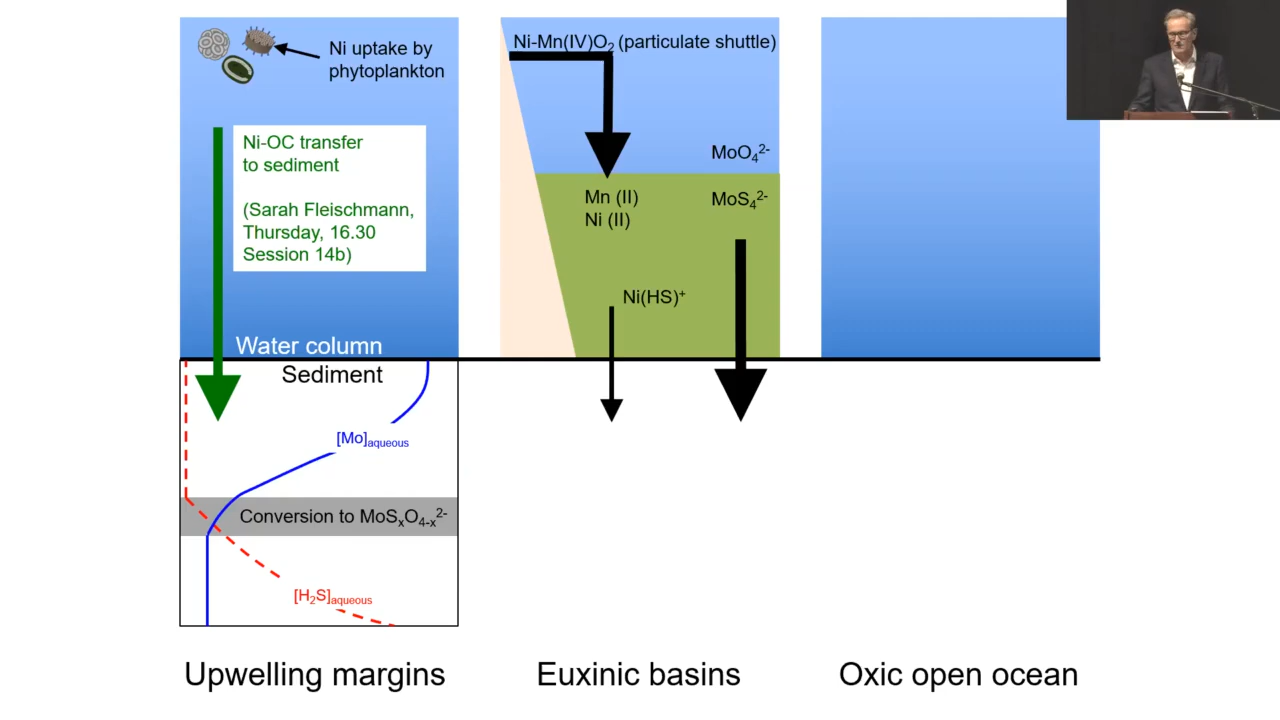 Ni uptake by
phytoplankton
Ni-OC transfer
to sediment
(Sarah Fleischmann,
Thursday, 16.30
Session 14b)
Water column
Sediment
[Mo]aqueous
Conversion to MoSxO4-x2-
[H2S]aqueous
Upwelling margins
Ni-Mn(IV)O2 (particulate shuttle)
MoO42-
Mn (II)
Ni (II)
MoS42-
Ni(HS)+
Euxinic basins
Oxic open ocean